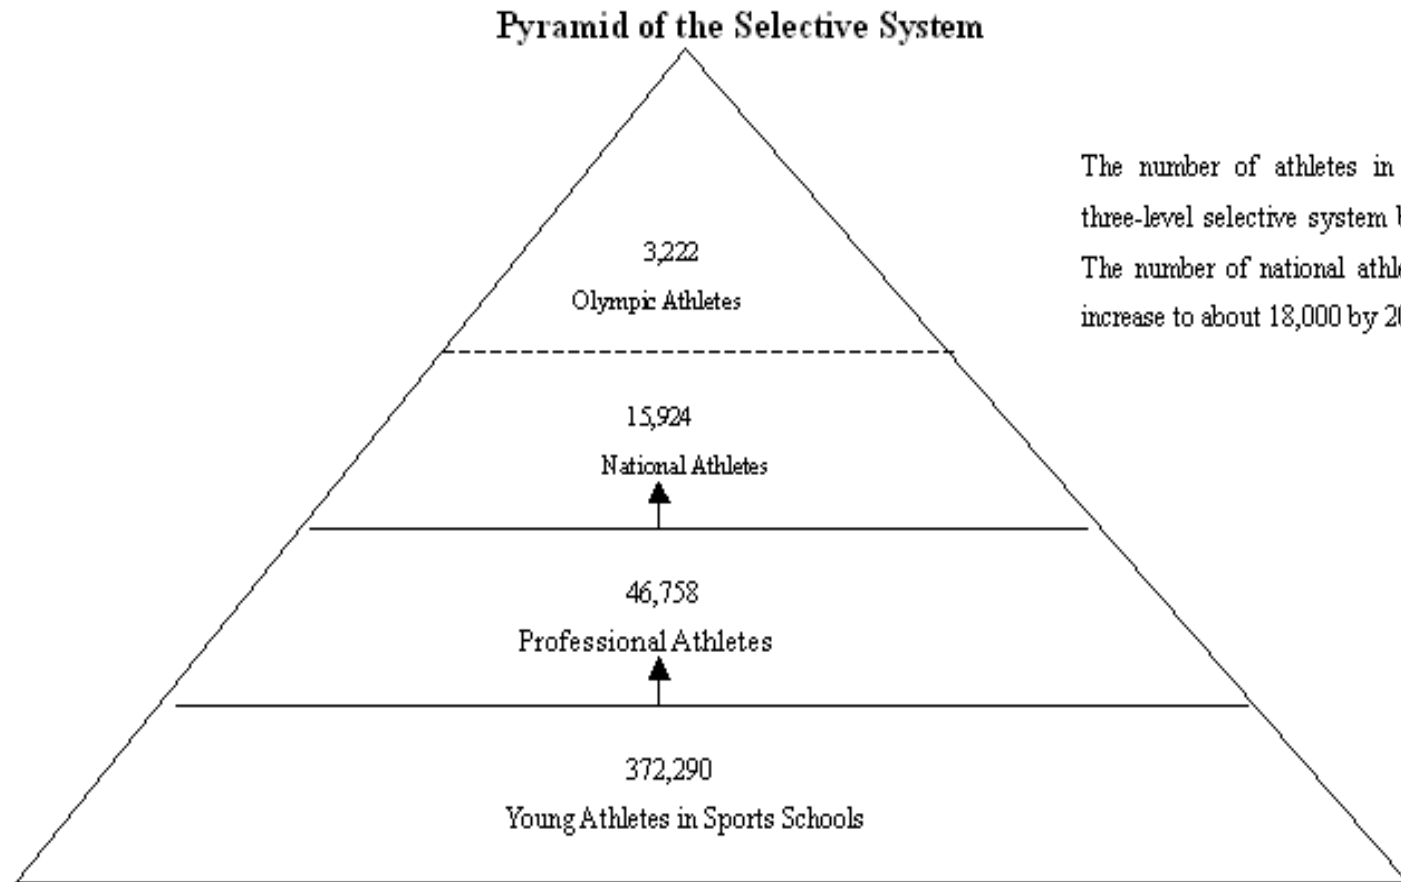 Pyramid of the Selective System
The number of athletes in
three-level selective system
The number of national
increase to about 18,000 by
3,222
Olympic Athletes
15,924
National Athletes
46,758
Professional Athletes
372,290
Young Athletes in Sports Schools